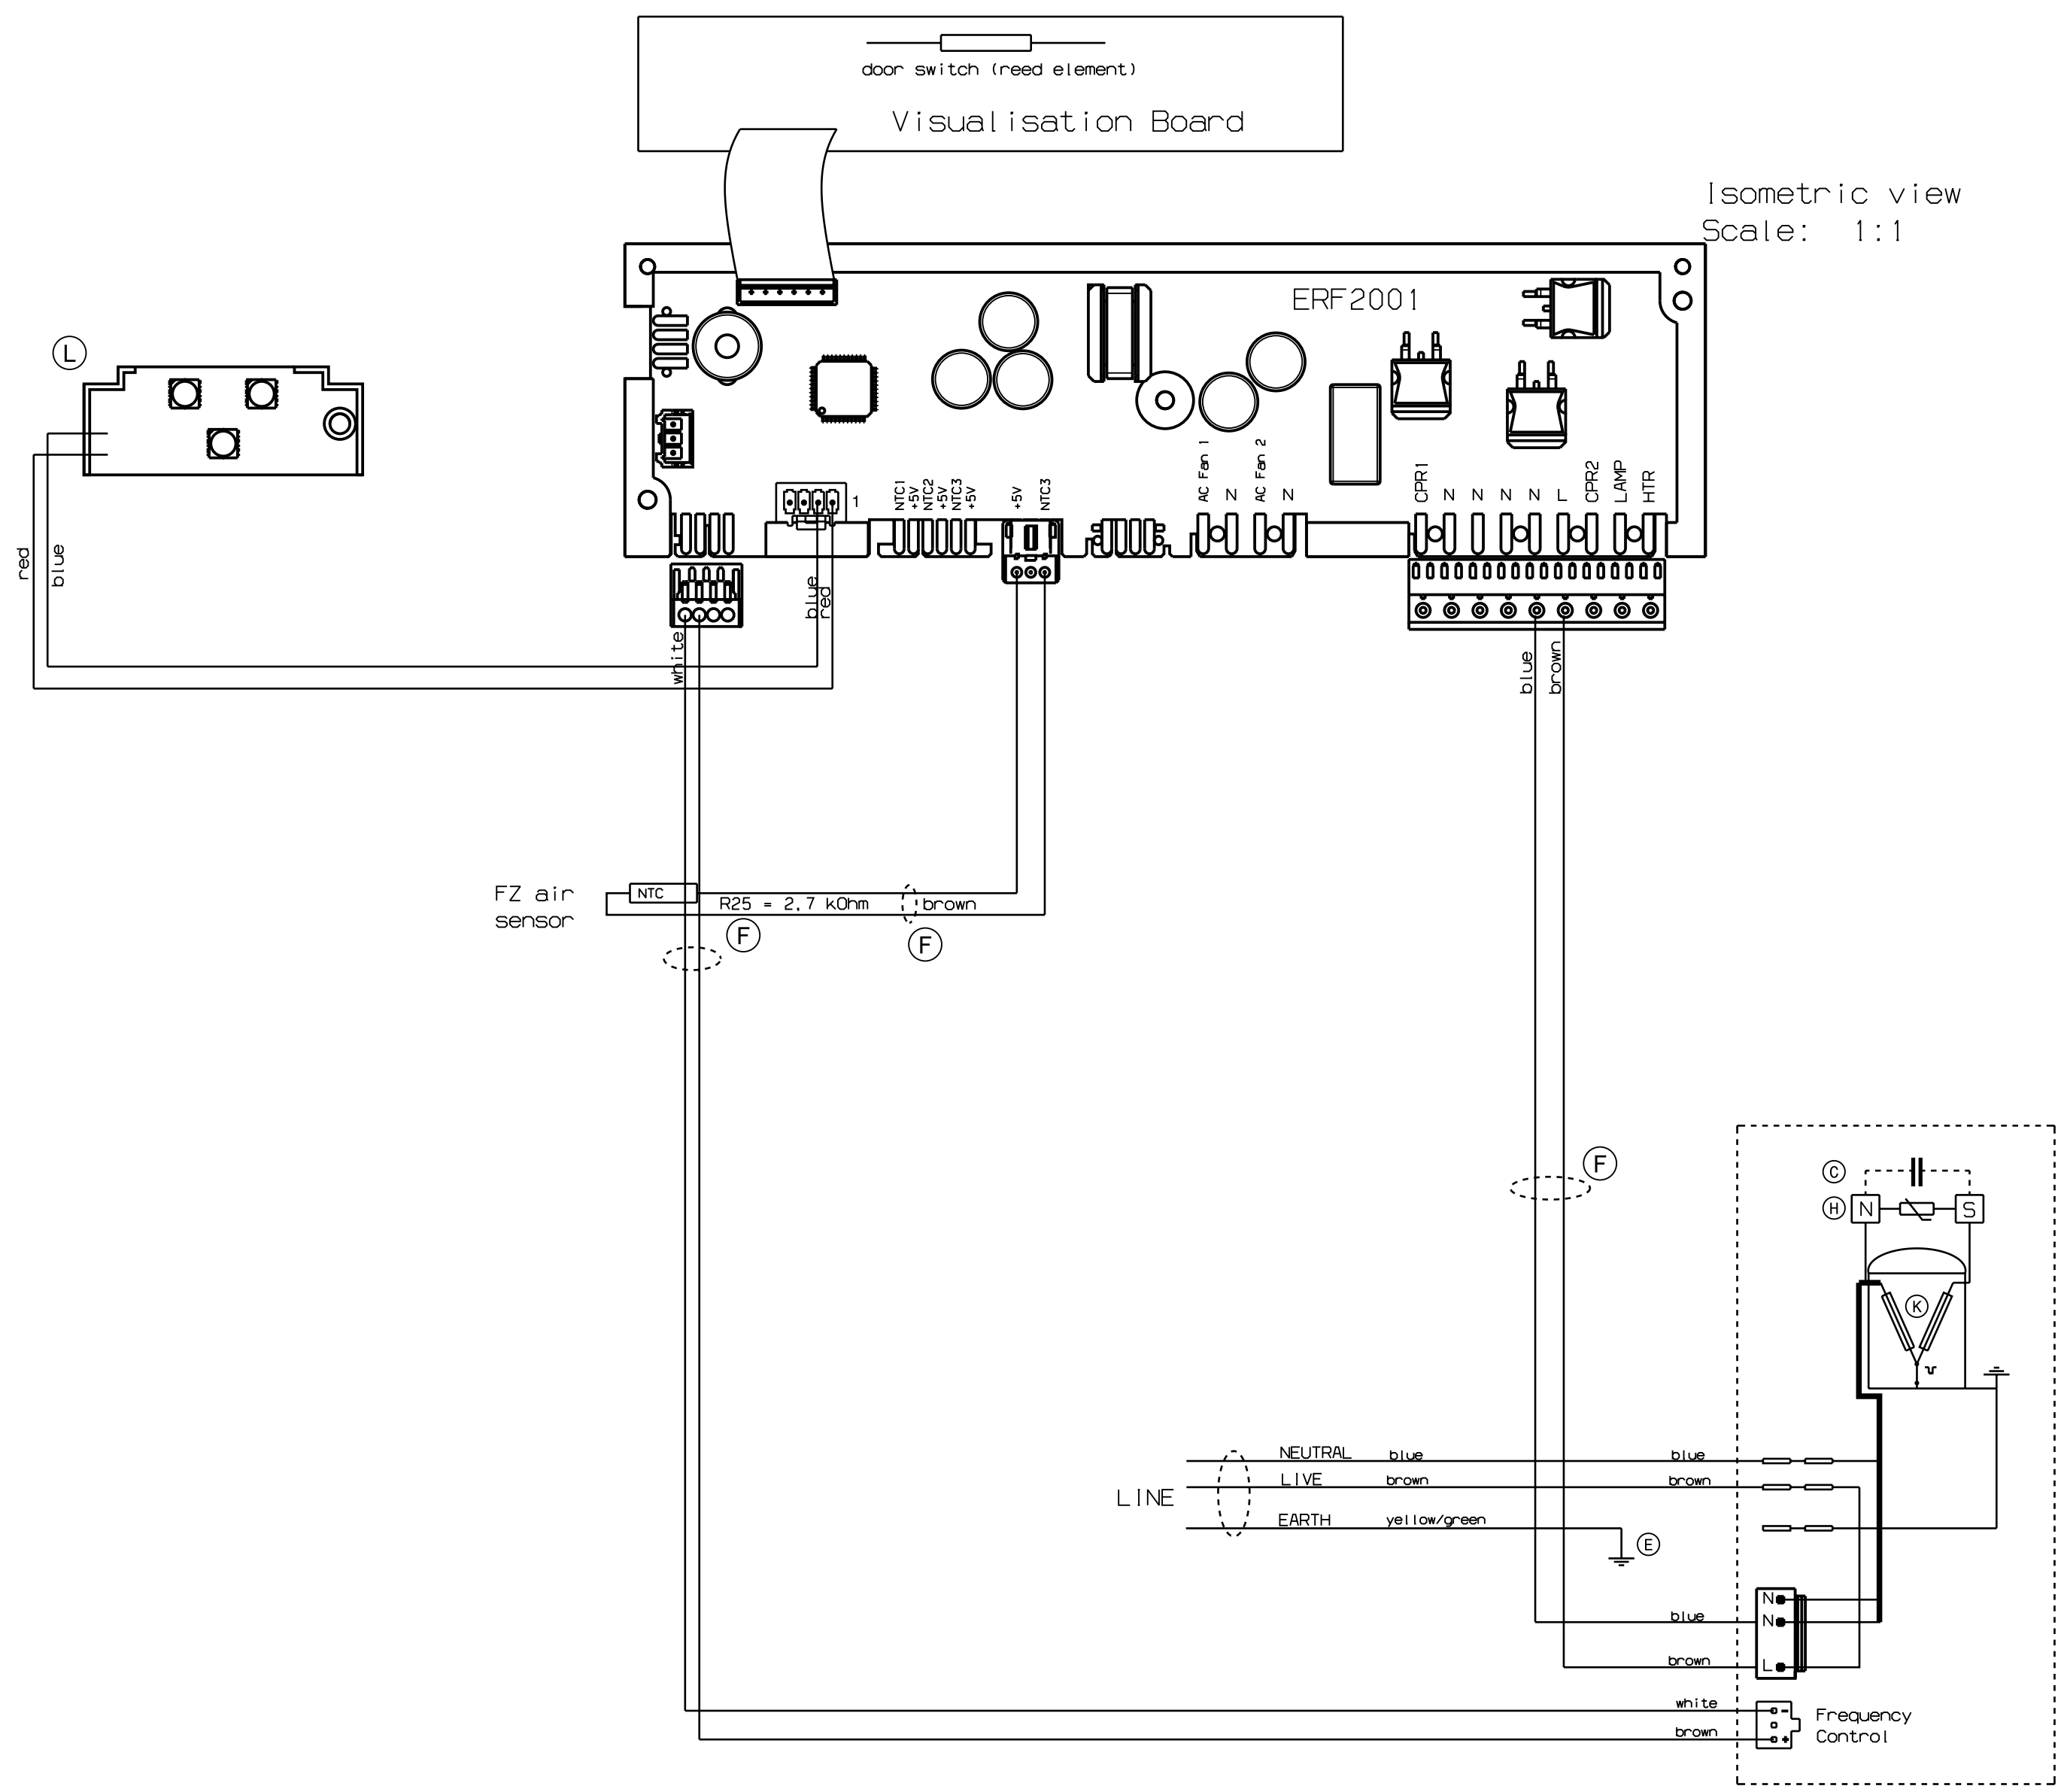 door switch (reed element)
Visualisation Board
Isometric view
Scale: 1:1
ERF2001
L
red
blue
1
NTC1
+5V
NTC2
+5V
NTC3
+5V
+5V
NTC3
AC Fan 1
N
AC Fan 2
N
CPR1
N
N
N
N
L
CPR2
LAMP
HTR
blue
red
white
blue
brown
FZ air
sensor
NTC
R25 = 2.7 kOhm
brown
F
F
F
C
H
N
S
K
LINE
NEUTRAL
blue
blue
LIVE
brown
brown
EARTH
yellow/green
E
N
N
L
blue
brown
white
brown
-
+
Frequency
Control